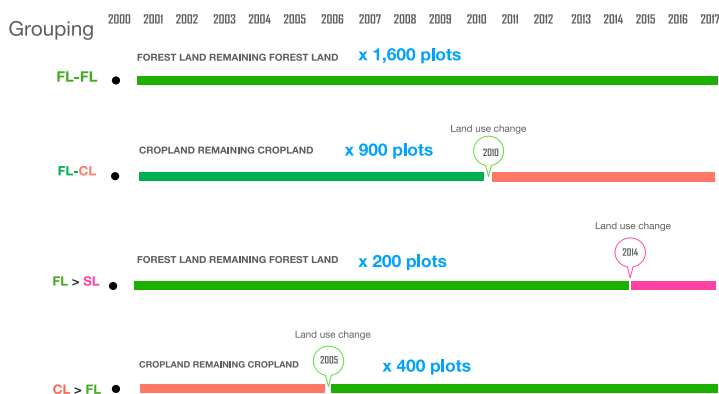 Grouping 2000 2001 2002 2003 2004 2005 2006 2007 2008 2009 2010 2011 2012 2013 2014 2015 2016 2017
FOREST LAND REMAINING FOREST LAND x 1,600 plots
FL-FL
Land use change
CROPLAND REMAINING CROPLAND x 900 plots 2010
FL-CL
Land use change
FOREST LAND REMAINING FOREST LAND x 200 plots 2014
FL > SL
Land use change
CROPLAND REMAINING CROPLAND 2005 x 400 plots
CL > FL